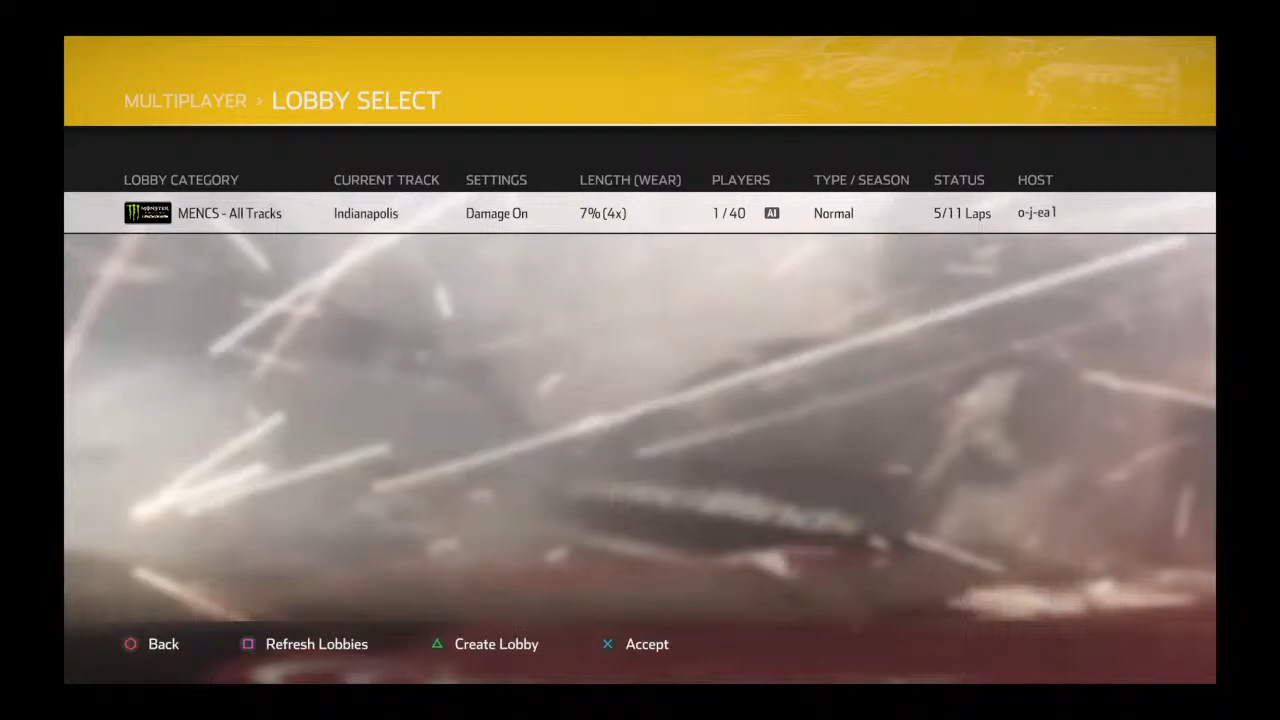 MULTIPLAYER > LOBBY SELECT
LOBBY CATEGORY CURRENT TRACK SETTINGS LENGTH (WEAR) PLAYERS TYPE / SEASON STATUS HOST
MONSTER MENCS - All Tracks Indianapolis Damage On 7% (4x) 1 / 40 AI Normal 5/11 Laps o-j-ea1
Back Refresh Lobbies Create Lobby Accept